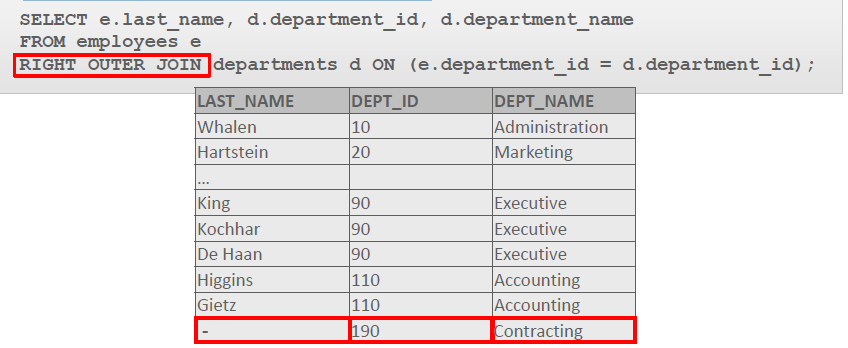 SELECT e.last_name, d.department_id, d.department_name
FROM employees e
RIGHT OUTER JOIN departments d ON (e.department_id = d.department_id);
LAST_NAME DEPT_ID DEPT_NAME
Whalen 10 Administration
Hartstein 20 Marketing
...
King 90 Executive
Kochhar 90 Executive
De Haan 90 Executive
Higgins 110 Accounting
Gietz 110 Accounting
- 190 Contracting